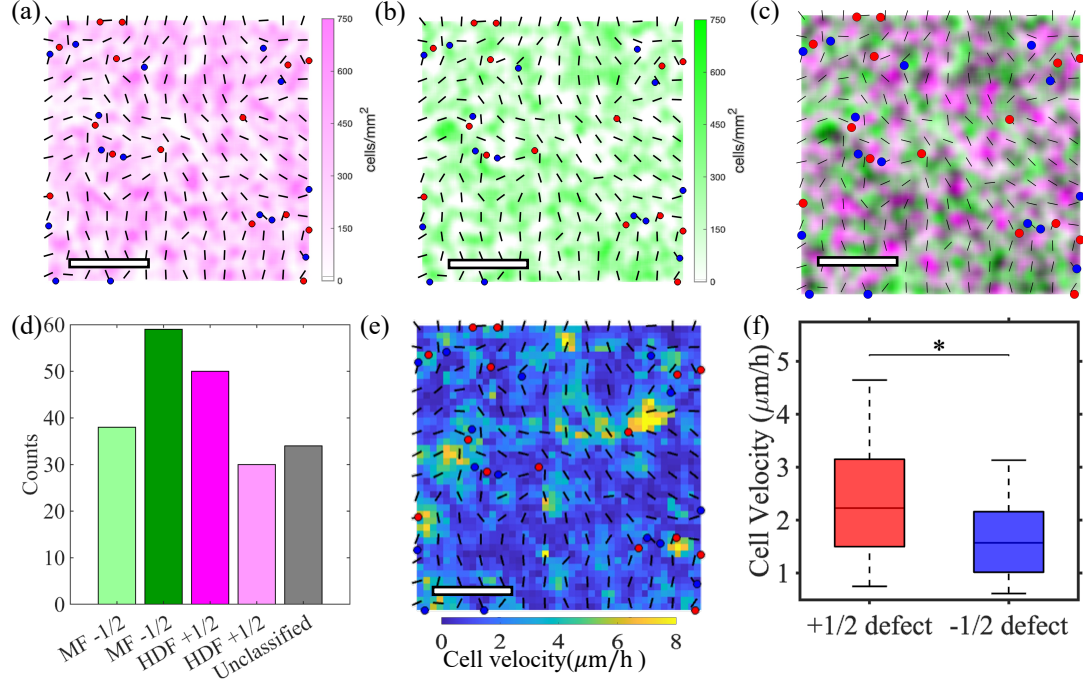 (a)
750
600
450
300
150
0
cells/mm²
(b)
750
600
450
300
150
0
cells/mm²
(c)
(d)
60
50
40
30
20
10
0
Counts
MF -1/2
MF -1/2
HDF +1/2
HDF +1/2
Unclassified
(e)
0 2 4 6 8
Cell velocity(μm/h )
(f)
*
5
4
3
2
1
Cell Velocity (μm/h)
+1/2 defect
-1/2 defect